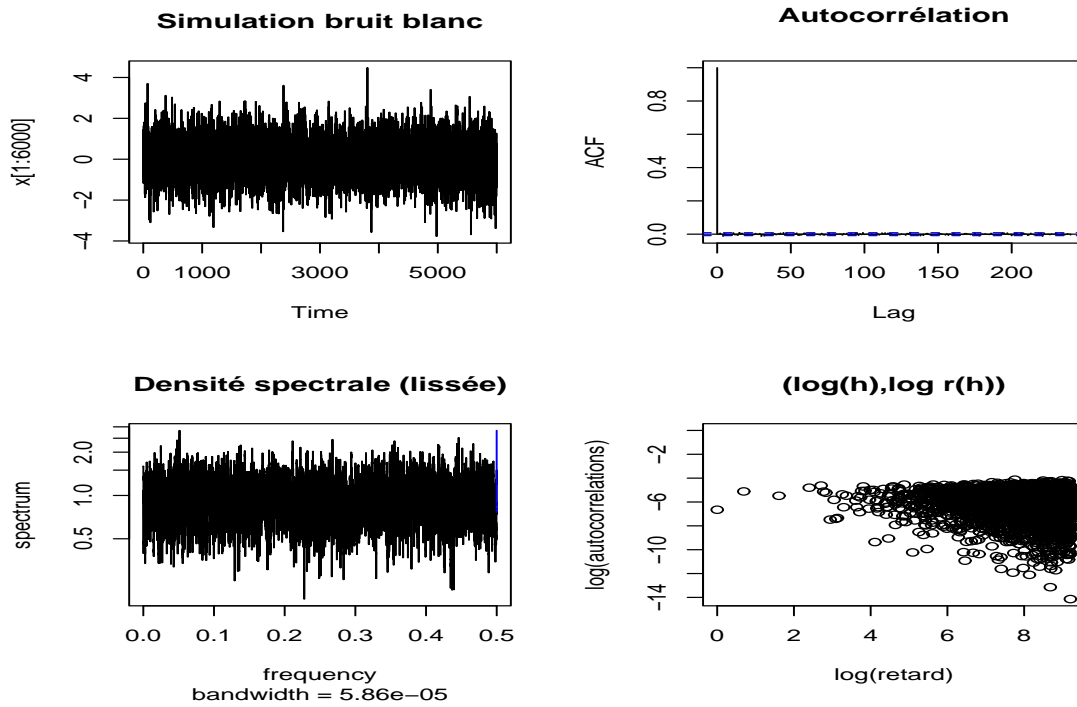 Simulation bruit blanc
x[1:6000]
4
2
0
−2
−4
0
1000
3000
5000
Time
Autocorrélation
ACF
0.8
0.4
0.0
0
50
100
150
200
Lag
Densité spectrale (lissée)
spectrum
2.0
1.0
0.5
0.0
0.1
0.2
0.3
0.4
0.5
frequency
bandwidth = 5.86e−05
(log(h),log r(h))
log(autocorrelations)
−2
−6
−10
−14
0
2
4
6
8
log(retard)